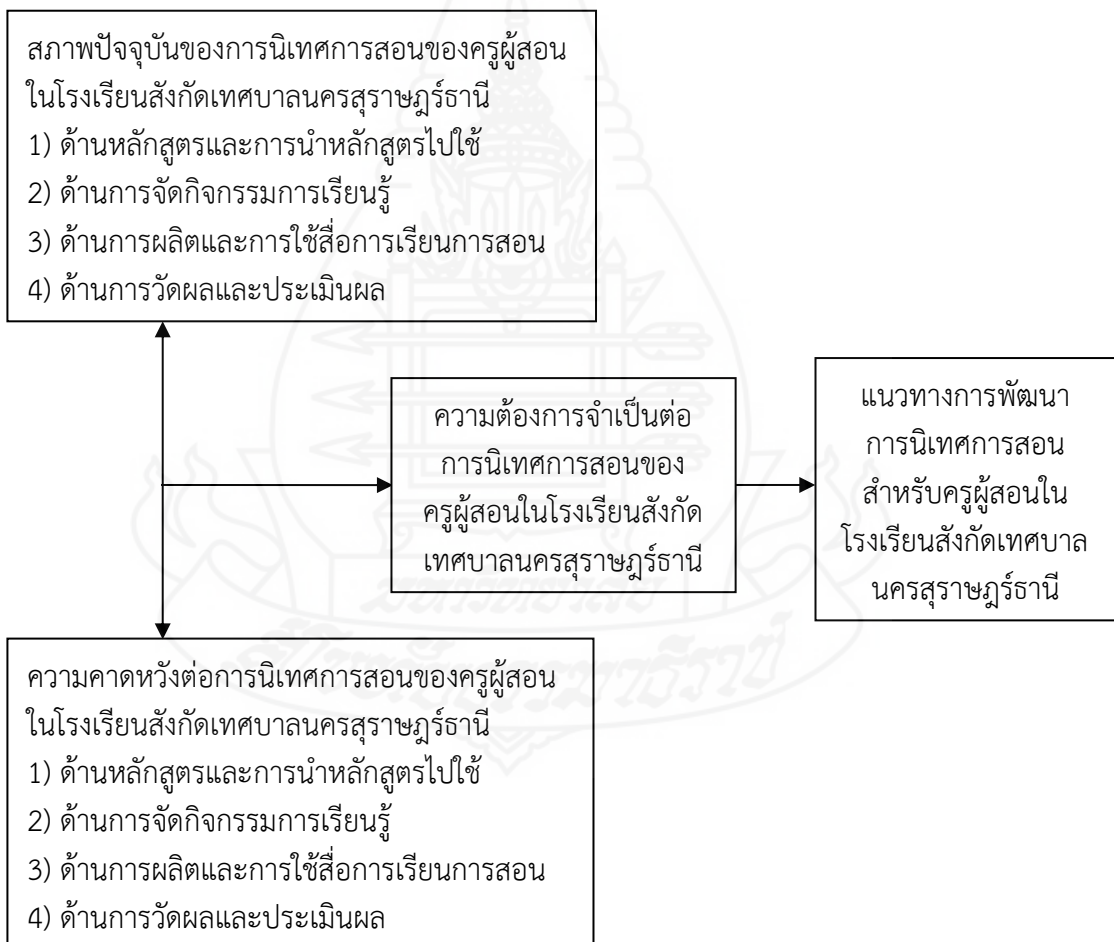 สภาพปัจจุบันของการนิเทศการสอนของครูผู้สอน
ในโรงเรียนสังกัดเทศบาลนครสุราษฎร์ธานี
1) ด้านหลักสูตรและการนำหลักสูตรไปใช้
2) ด้านการจัดกิจกรรมการเรียนรู้
3) ด้านการผลิตและการใช้สื่อการเรียนการสอน
4) ด้านการวัดผลและประเมินผล
ความต้องการจำเป็นต่อ
การนิเทศการสอนของ
ครูผู้สอนในโรงเรียนสังกัด
เทศบาลนครสุราษฎร์ธานี
แนวทางการพัฒนา
การนิเทศการสอน
สำหรับครูผู้สอนใน
โรงเรียนสังกัดเทศบาล
นครสุราษฎร์ธานี
มหาวิทยาลัย
สุโขทัยธรรมาธิราช
ความคาดหวังต่อการนิเทศการสอนของครูผู้สอน
ในโรงเรียนสังกัดเทศบาลนครสุราษฎร์ธานี
1) ด้านหลักสูตรและการนำหลักสูตรไปใช้
2) ด้านการจัดกิจกรรมการเรียนรู้
3) ด้านการผลิตและการใช้สื่อการเรียนการสอน
4) ด้านการวัดผลและประเมินผล